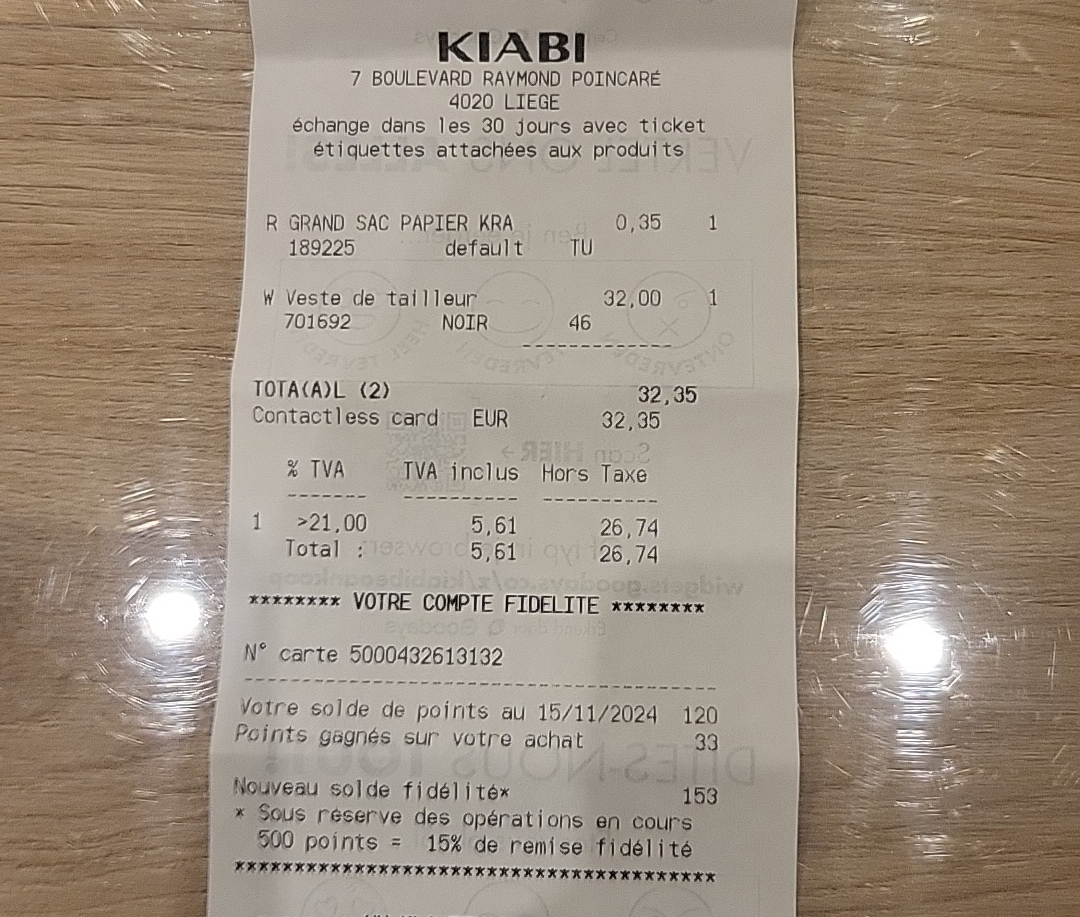 KIABI
7 BOULEVARD RAYMOND POINCARÉ
4020 LIEGE
échange dans les 30 jours avec ticket
étiquettes attachées aux produits
R GRAND SAC PAPIER KRA 0,35 1
189225 default TU
W Veste de tailleur 32,00 1
701692 NOIR 46
---------------
TOTA(A)L (2) 32,35
Contactless card EUR 32,35
% TVA TVA inclus Hors Taxe
------- ---------- ----------
1 >21,00 5,61 26,74
Total : 5,61 26,74
******** VOTRE COMPTE FIDELITE ********
N° carte 5000432613132
----------------------------------------
Votre solde de points au 15/11/2024 120
Points gagnés sur votre achat 33
Nouveau solde fidélité* 153
* Sous réserve des opérations en cours
500 points = 15% de remise fidélité
****************************************